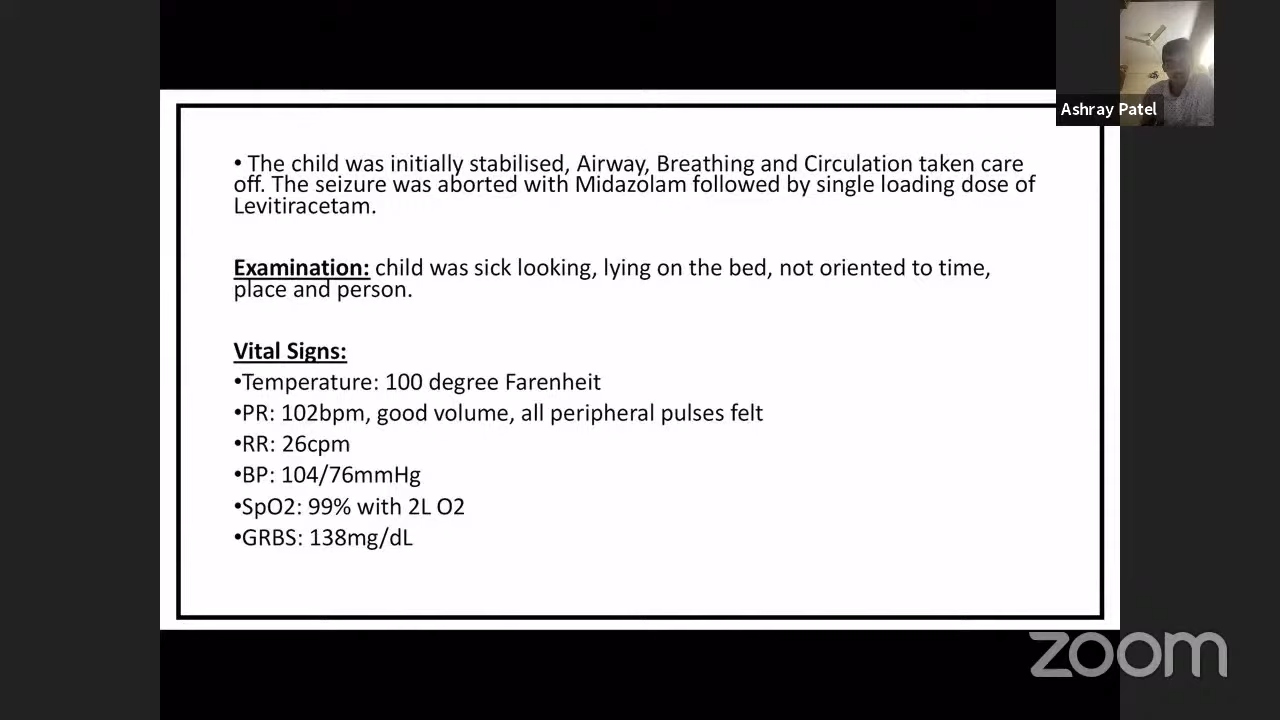 Ashray Patel
• The child was initially stabilised, Airway, Breathing and Circulation taken care
off. The seizure was aborted with Midazolam followed by single loading dose of
Levitiracetam.
Examination: child was sick looking, lying on the bed, not oriented to time,
place and person.
Vital Signs:
•Temperature: 100 degree Farenheit
•PR: 102bpm, good volume, all peripheral pulses felt
•RR: 26cpm
•BP: 104/76mmHg
•SpO2: 99% with 2L O2
•GRBS: 138mg/dL
zoom